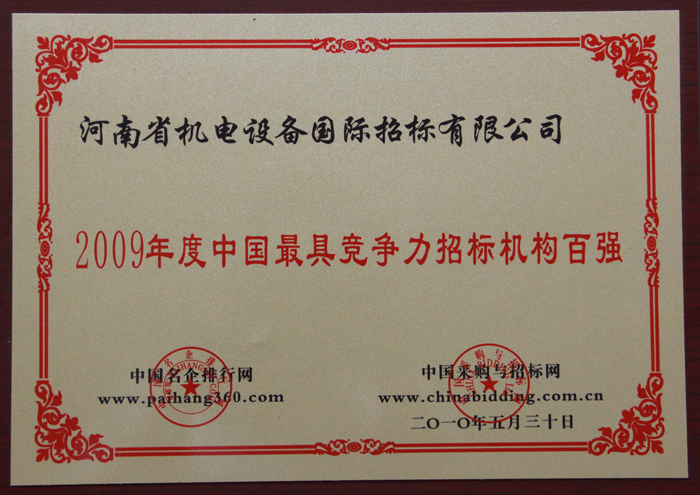 河南省机电设备国际招标有限公司
2009年度中国最具竞争力招标机构百强
中国名企排行网
www.paihang360.com
中国采购与招标网
www.chinabidding.com.cn
二〇一〇年五月三十日